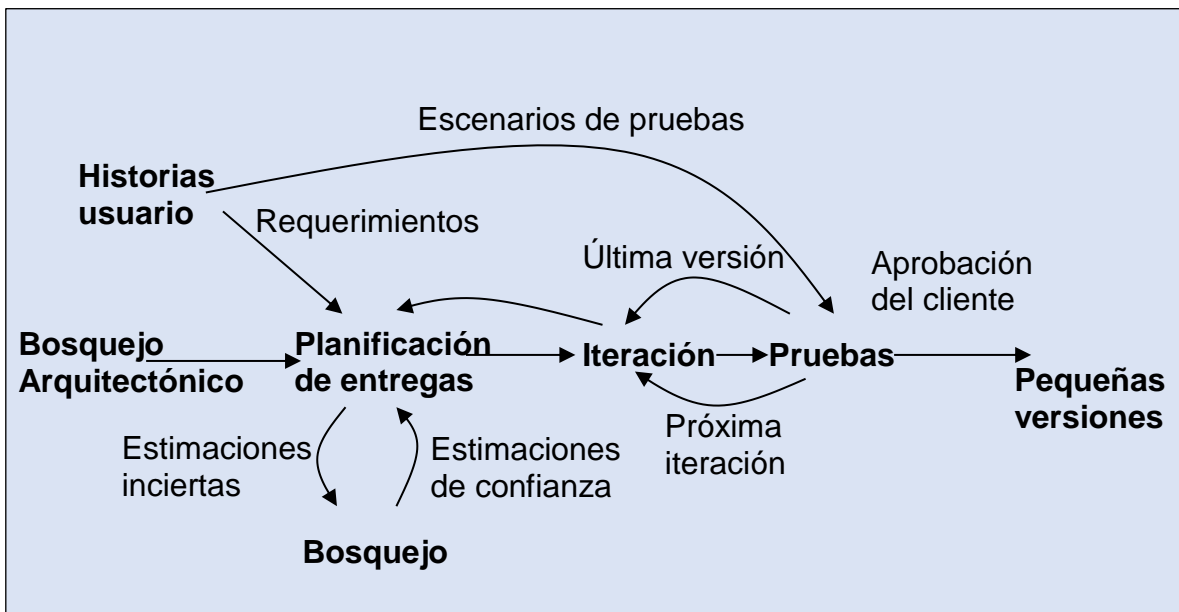 Escenarios de pruebas
Historias
usuario
Requerimientos
Última versión
Aprobación
del cliente
Bosquejo
Arquitectónico
Planificación
de entregas
Iteración
Pruebas
Pequeñas
versiones
Estimaciones
inciertas
Estimaciones
de confianza
Próxima
iteración
Bosquejo